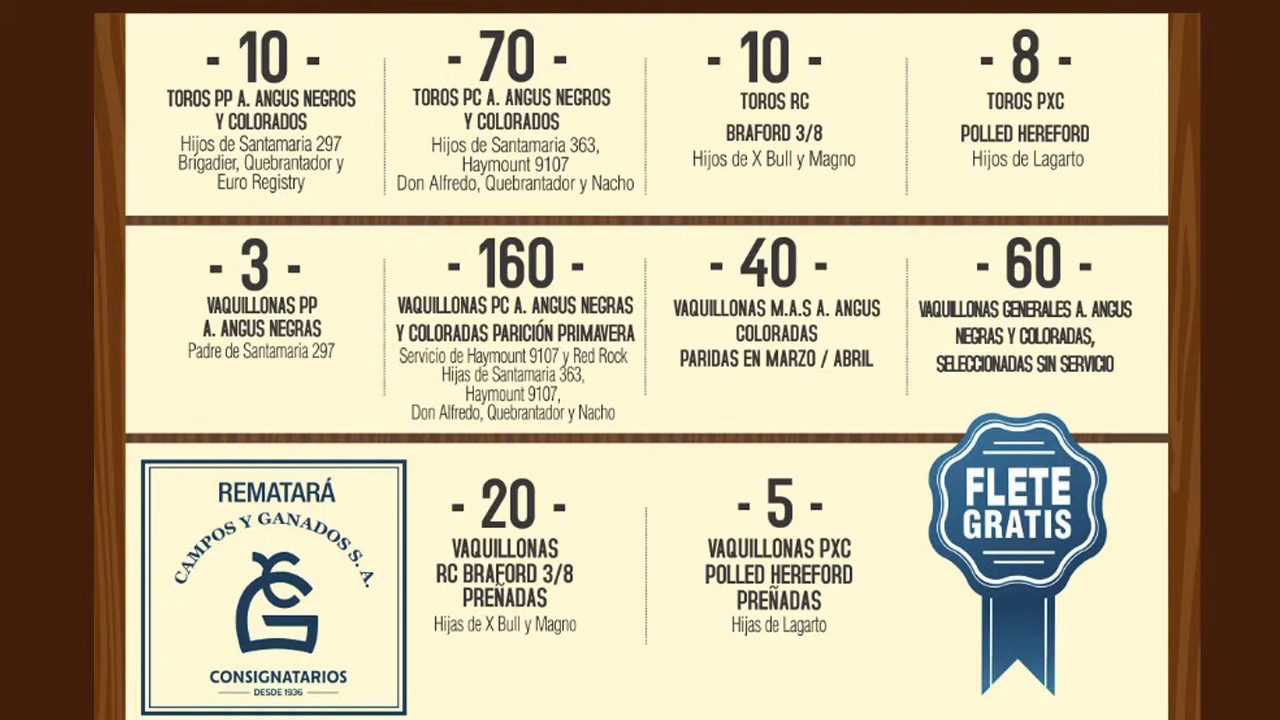 - 10 -
TOROS PP A. ANGUS NEGROS
Y COLORADOS
Hijos de Santamaria 297
Brigadier, Quebrantador y
Euro Registry
- 70 -
TOROS PC A. ANGUS NEGROS
Y COLORADOS
Hijos de Santamaria 363,
Haymount 9107
Don Alfredo, Quebrantador y Nacho
- 10 -
TOROS RC
BRAFORD 3/8
Hijos de X Bull y Magno
- 8 -
TOROS PXC
POLLED HEREFORD
Hijos de Lagarto
- 3 -
VAQUILLONAS PP
A. ANGUS NEGRAS
Padre de Santamaria 297
- 160 -
VAQUILLONAS PC A. ANGUS NEGRAS
Y COLORADAS PARICIÓN PRIMAVERA
Servicio de Haymount 9107 y Red Rock
Hijas de Santamaria 363,
Haymount 9107,
Don Alfredo, Quebrantador y Nacho
- 40 -
VAQUILLONAS M.A.S A. ANGUS
COLORADAS
PARIDAS EN MARZO / ABRIL
- 60 -
VAQUILLONAS GENERALES A. ANGUS
NEGRAS Y COLORADAS,
SELECCIONADAS SIN SERVICIO
REMATARÁ
CAMPOS Y GANADOS S. A.
CONSIGNATARIOS
DESDE 1936
- 20 -
VAQUILLONAS
RC BRAFORD 3/8
PREÑADAS
Hijas de X Bull y Magno
- 5 -
VAQUILLONAS PXC
POLLED HEREFORD
PREÑADAS
Hijas de Lagarto
FLETE
GRATIS